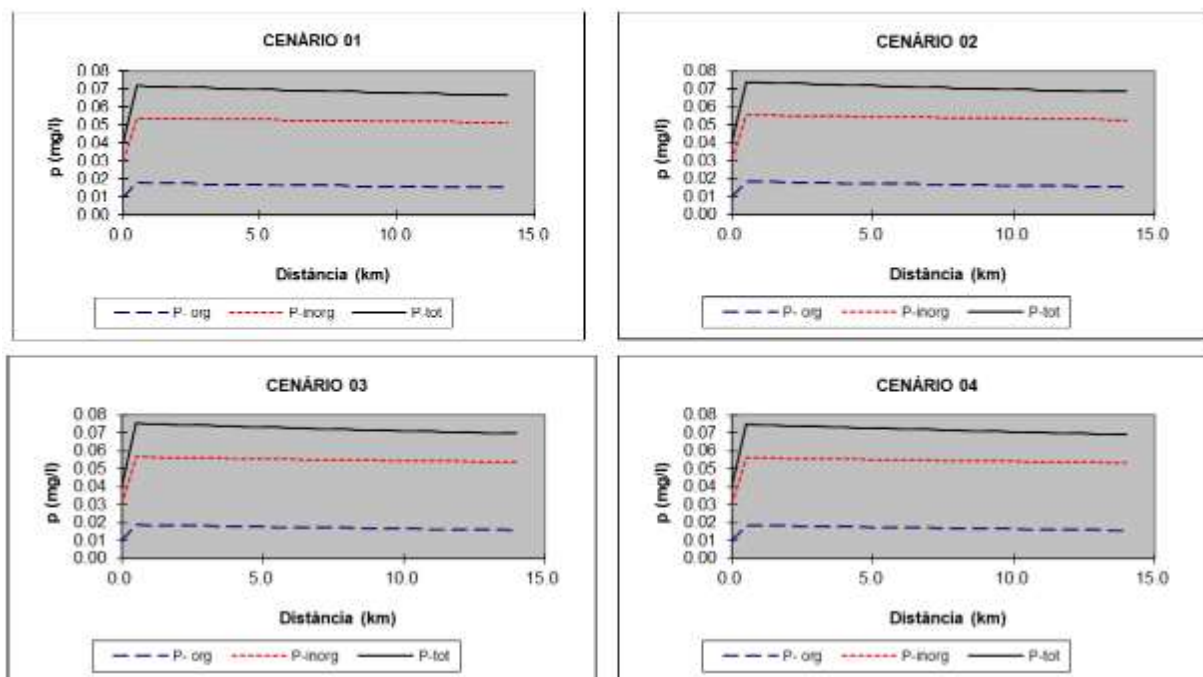 CENÁRIO 01
p (mg/l)
0.08
0.07
0.06
0.05
0.04
0.03
0.02
0.01
0.00
0.0 5.0 10.0 15.0
Distância (km)
P- org P-inorg P-tot
CENÁRIO 02
p (mg/l)
0.08
0.07
0.06
0.05
0.04
0.03
0.02
0.01
0.00
0.0 5.0 10.0 15.0
Distância (km)
P- org P-inorg P-tot
CENÁRIO 03
p (mg/l)
0.08
0.07
0.06
0.05
0.04
0.03
0.02
0.01
0.00
0.0 5.0 10.0 15.0
Distância (km)
P- org P-inorg P-tot
CENÁRIO 04
p (mg/l)
0.08
0.07
0.06
0.05
0.04
0.03
0.02
0.01
0.00
0.0 5.0 10.0 15.0
Distância (km)
P- org P-inorg P-tot